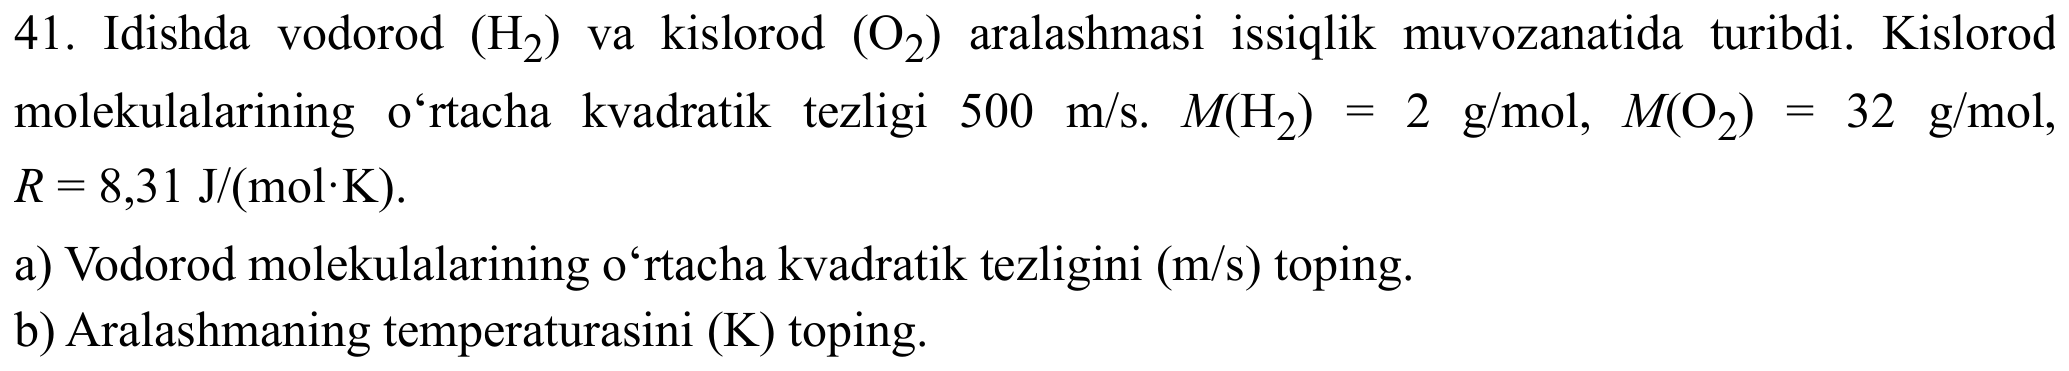 41. Idishda vodorod (H₂) va kislorod (O₂) aralashmasi issiqlik muvozanatida turibdi. Kislorod
molekulalarining o‘rtacha kvadratik tezligi 500 m/s. M(H₂) = 2 g/mol, M(O₂) = 32 g/mol,
R = 8,31 J/(mol·K).
a) Vodorod molekulalarining o‘rtacha kvadratik tezligini (m/s) toping.
b) Aralashmaning temperaturasini (K) toping.